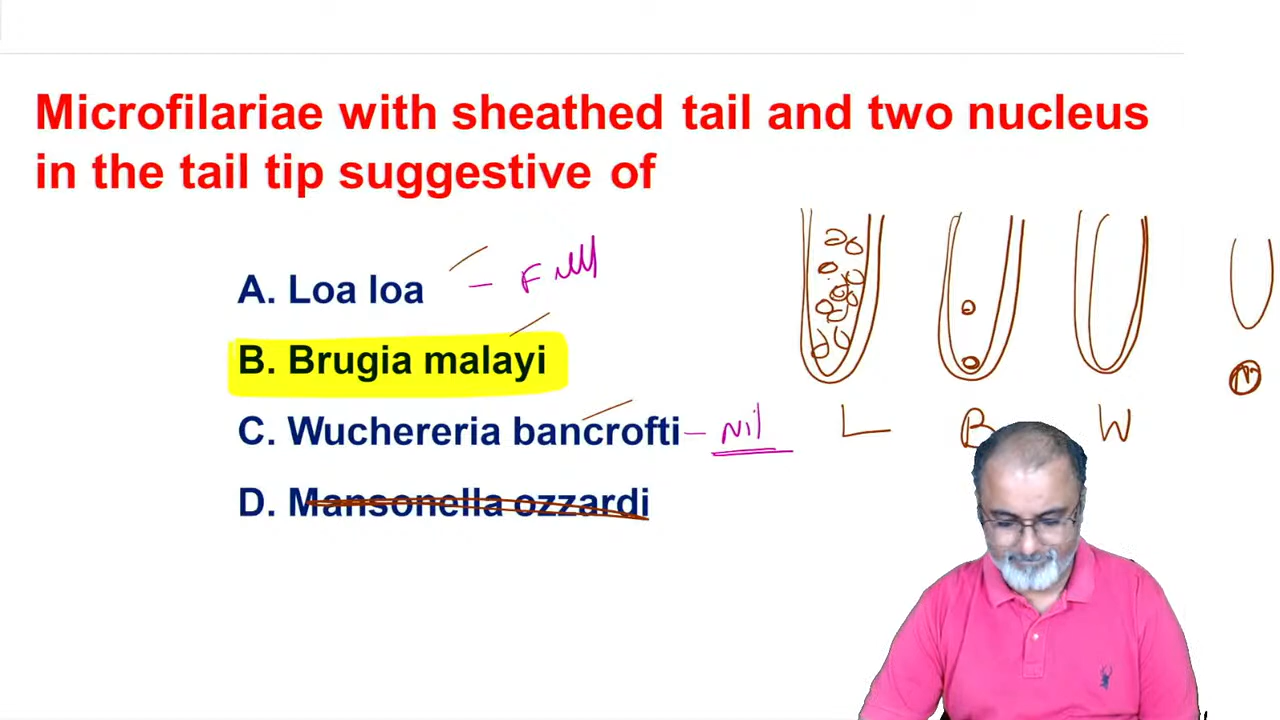 Microfilariae with sheathed tail and two nucleus
in the tail tip suggestive of
A. Loa loa – Full
B. Brugia malayi
C. Wuchereria bancrofti – Nil
D. Mansonella ozzardi
L B W
M